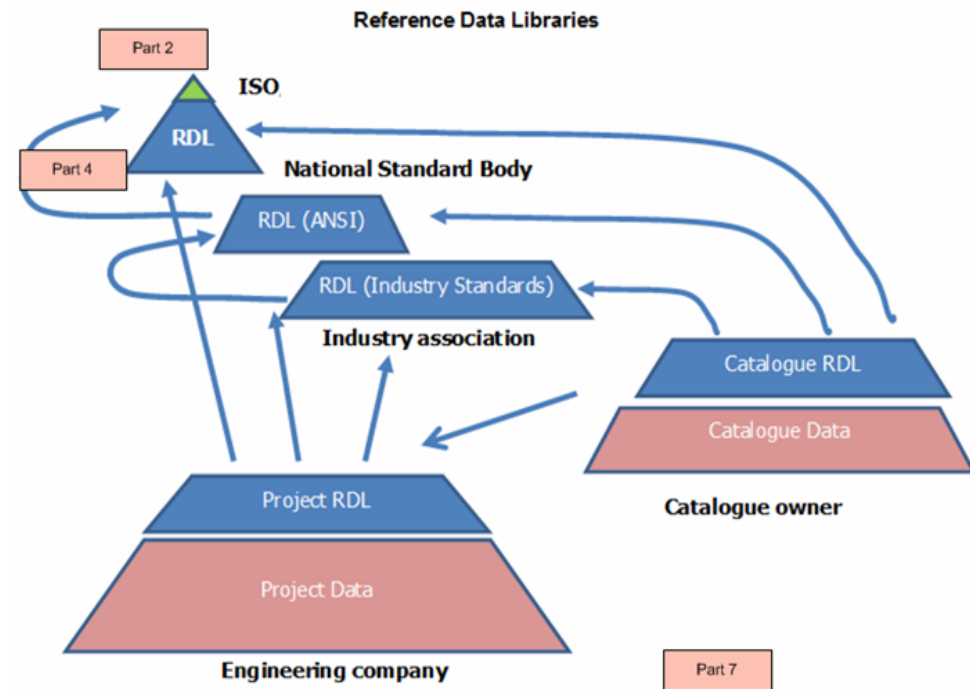 Reference Data Libraries
Part 2
ISO
RDL
Part 4
National Standard Body
RDL (ANSI)
RDL (Industry Standards)
Industry association
Catalogue RDL
Catalogue Data
Catalogue owner
Project RDL
Project Data
Engineering company
Part 7